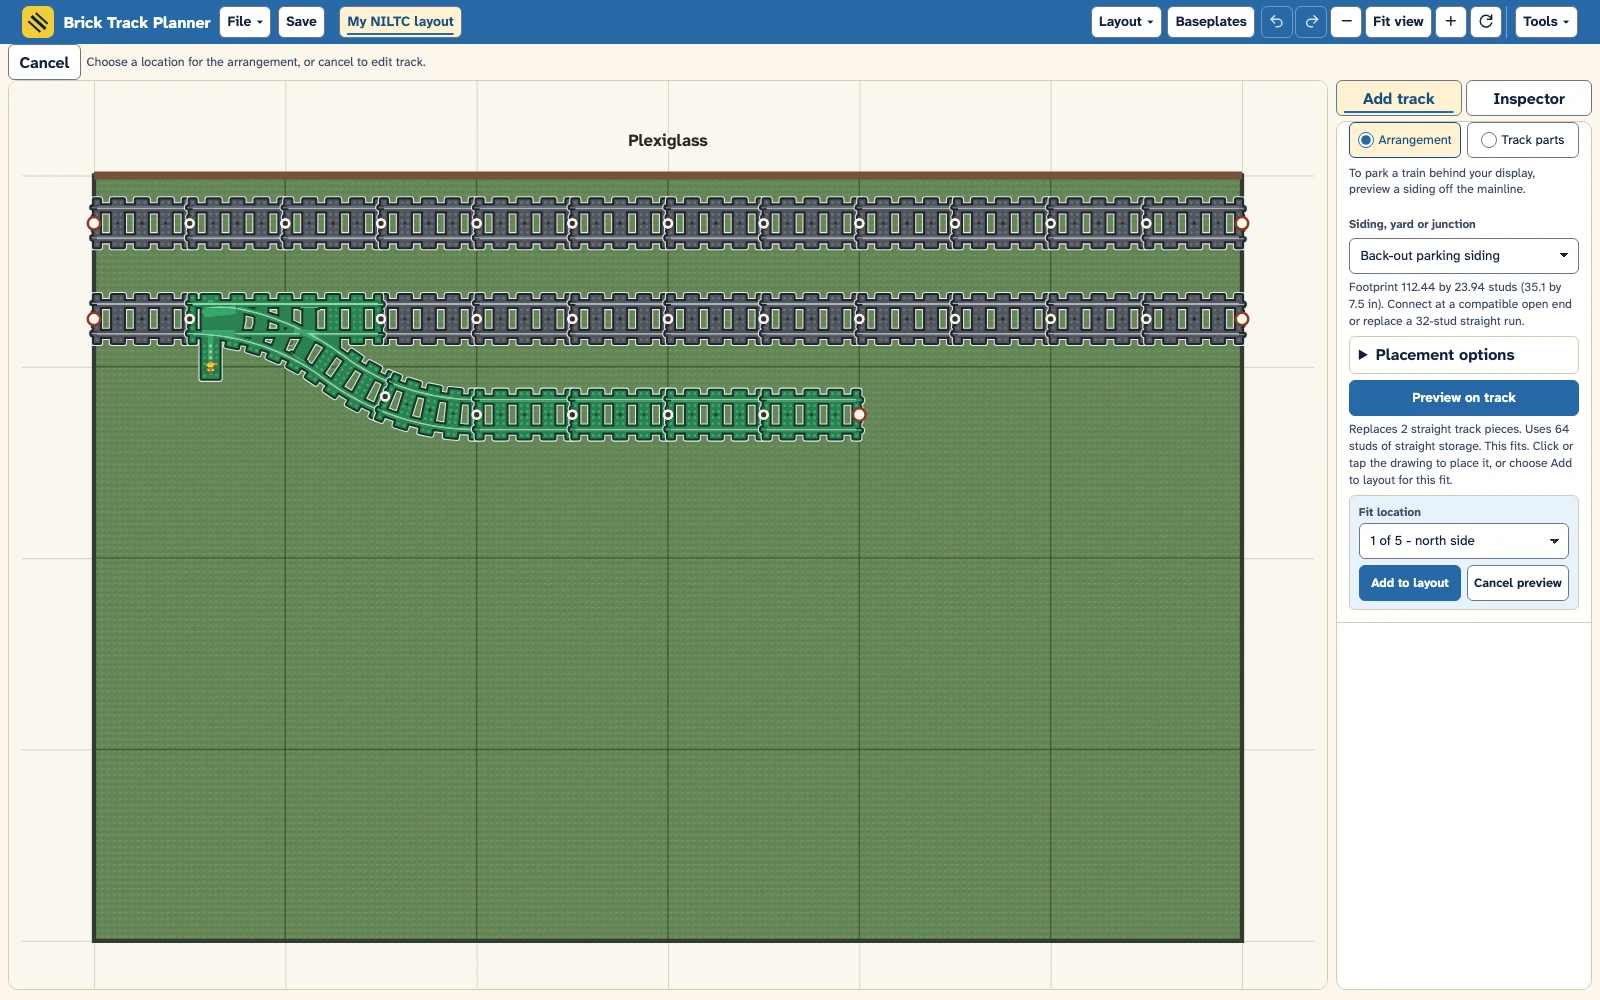 Brick Track Planner
File
Save
My NILTC layout
Layout
Baseplates
Fit view
Tools
Cancel
Choose a location for the arrangement, or cancel to edit track.
Plexiglass
Add track
Inspector
Arrangement
Track parts
To park a train behind your display,
preview a siding off the mainline.
Siding, yard or junction
Back-out parking siding
Footprint 112.44 by 23.94 studs (35.1 by
7.5 in). Connect at a compatible open end
or replace a 32-stud straight run.
Placement options
Preview on track
Replaces 2 straight track pieces. Uses 64
studs of straight storage. This fits. Click or
tap the drawing to place it, or choose Add
to layout for this fit.
Fit location
1 of 5 - north side
Add to layout
Cancel preview